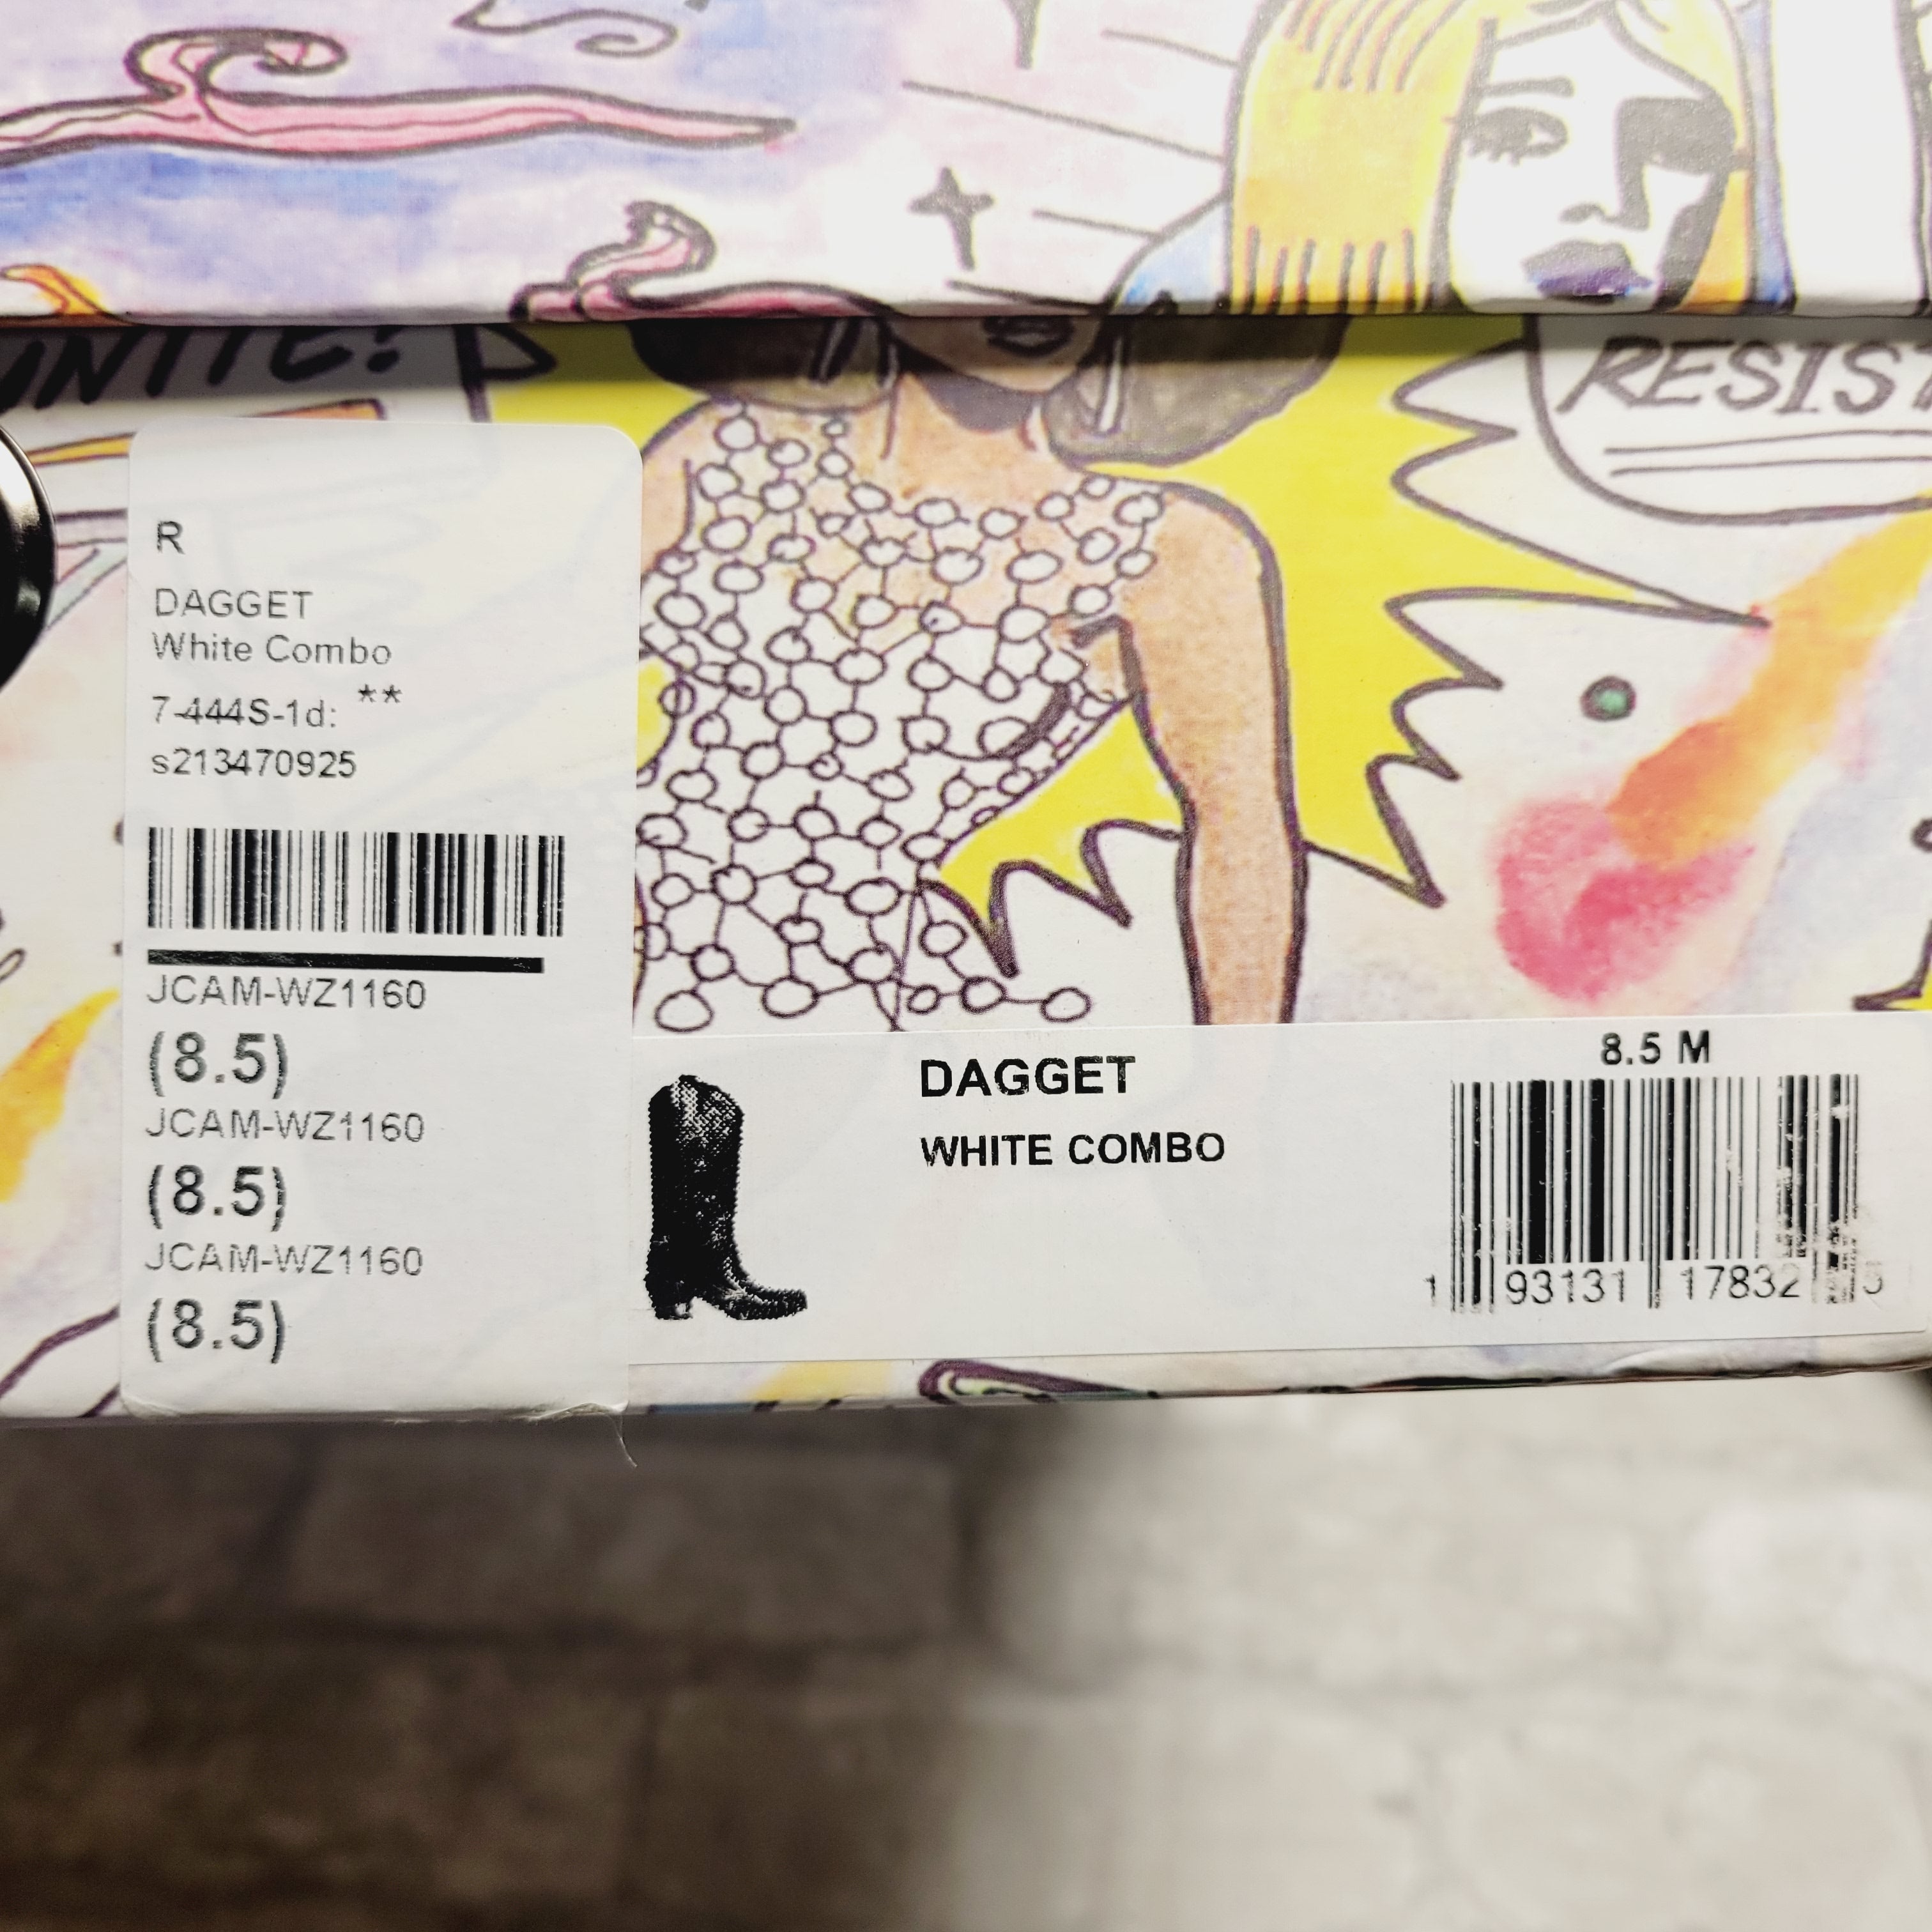 UNITE!
RESIST
R
DAGGET
White Combo
7-444S-1d: **
s213470925
JCAM-WZ1160
(8.5)
JCAM-WZ1160
(8.5)
JCAM-WZ1160
(8.5)
DAGGET
WHITE COMBO
8.5 M
1 93131 17832